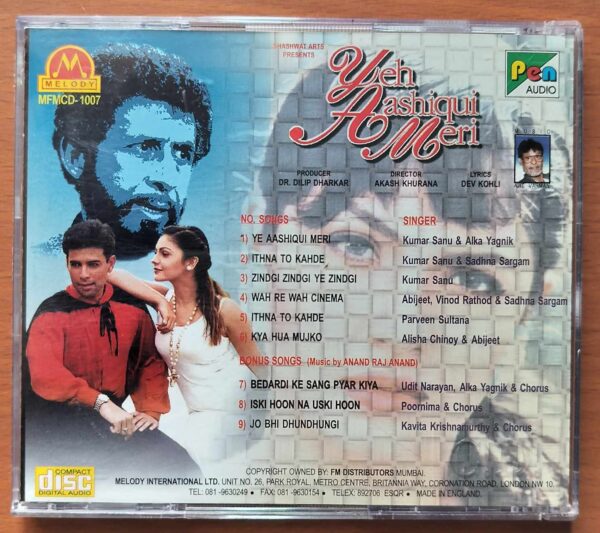 SHASHWAT ARTS
PRESENTS
Yeh
Aashiqui
Meri
M
MELODY
MFMCD- 1007
Pen
AUDIO
MUSIC
PRODUCER
DR. DILIP DHARKAR
DIRECTOR
AKASH KHURANA
LYRICS
DEV KOHLI
NO. SONGS SINGER
1) YE AASHIQUI MERI Kumar Sanu & Alka Yagnik
2) ITHNA TO KAHDE Kumar Sanu & Sadhna Sargam
3) ZINDGI ZINDGI YE ZINDGI Kumar Sanu
4) WAH RE WAH CINEMA Abijeet, Vinod Rathod & Sadhna Sargam
5) ITHNA TO KAHDE Parveen Sultana
6) KYA HUA MUJKO Alisha Chinoy & Abijeet
BONUS SONGS (Music by ANAND RAJ ANAND)
7) BEDARDI KE SANG PYAR KIYA Udit Narayan, Alka Yagnik & Chorus
8) ISKI HOON NA USKI HOON Poornima & Chorus
9) JO BHI DHUNDHUNGI Kavita Krishnamurthy & Chorus
COMPACT
disc
DIGITAL AUDIO
COPYRIGHT OWNED BY: FM DISTRIBUTORS MUMBAI.
MELODY INTERNATIONAL LTD. UNIT NO. 26, PARK ROYAL, METRO CENTRE, BRITANNIA WAY, CORONATION ROAD, LONDON NW 10.
TEL: 081 -9630249 • FAX: 081 -9630154 • TELEX: 892706 ESQR • MADE IN ENGLAND.